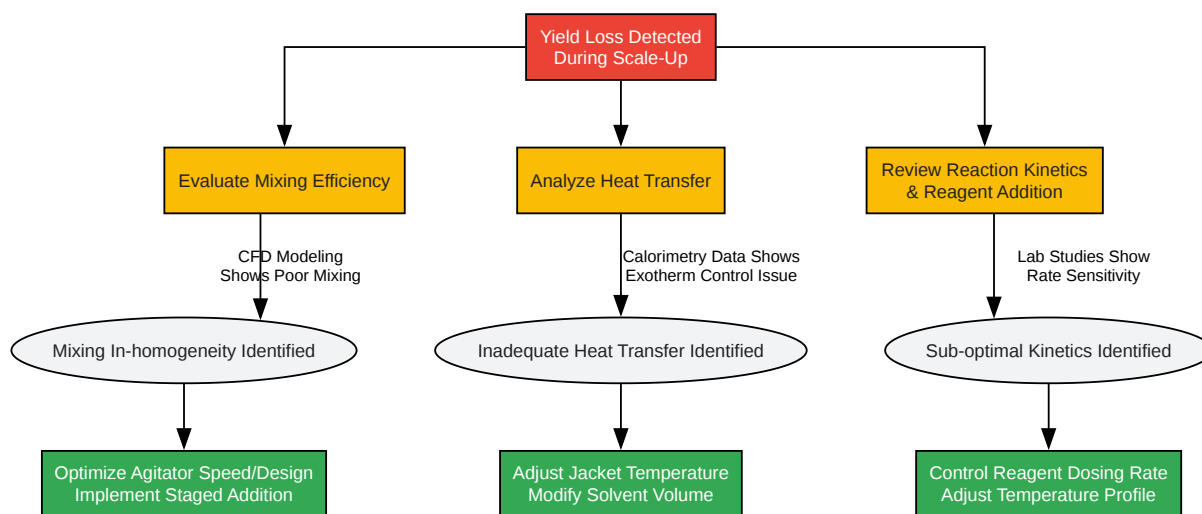 Yield Loss Detected
During Scale-Up
Evaluate Mixing Efficiency
Analyze Heat Transfer
Review Reaction Kinetics
& Reagent Addition
CFD Modeling
Shows Poor Mixing
Calorimetry Data Shows
Exotherm Control Issue
Lab Studies Show
Rate Sensitivity
Mixing In-homogeneity Identified
Inadequate Heat Transfer Identified
Sub-optimal Kinetics Identified
Optimize Agitator Speed/Design
Implement Staged Addition
Adjust Jacket Temperature
Modify Solvent Volume
Control Reagent Dosing Rate
Adjust Temperature Profile